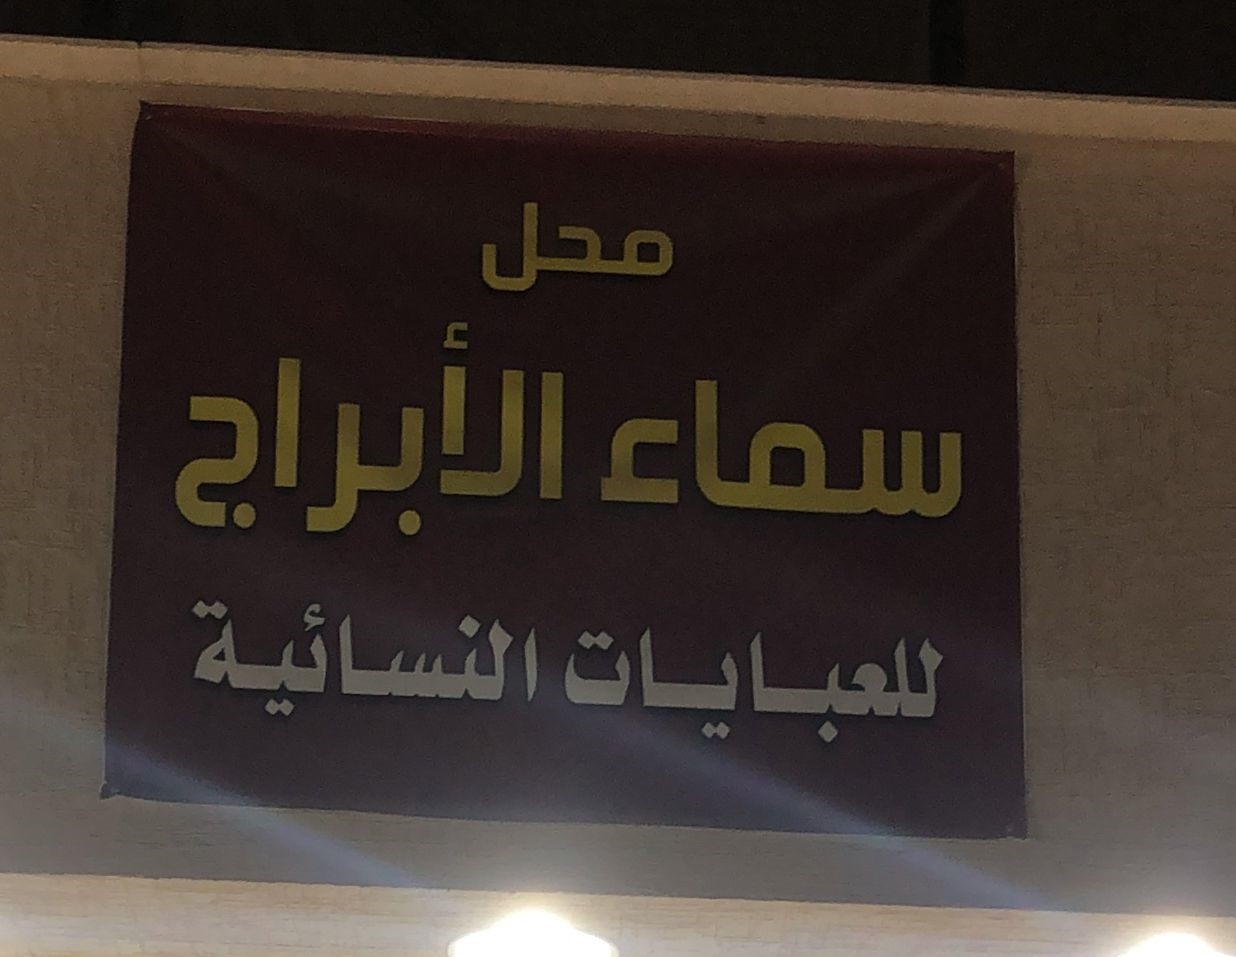 محل
سماء الأبراج
للعبايات النسائية